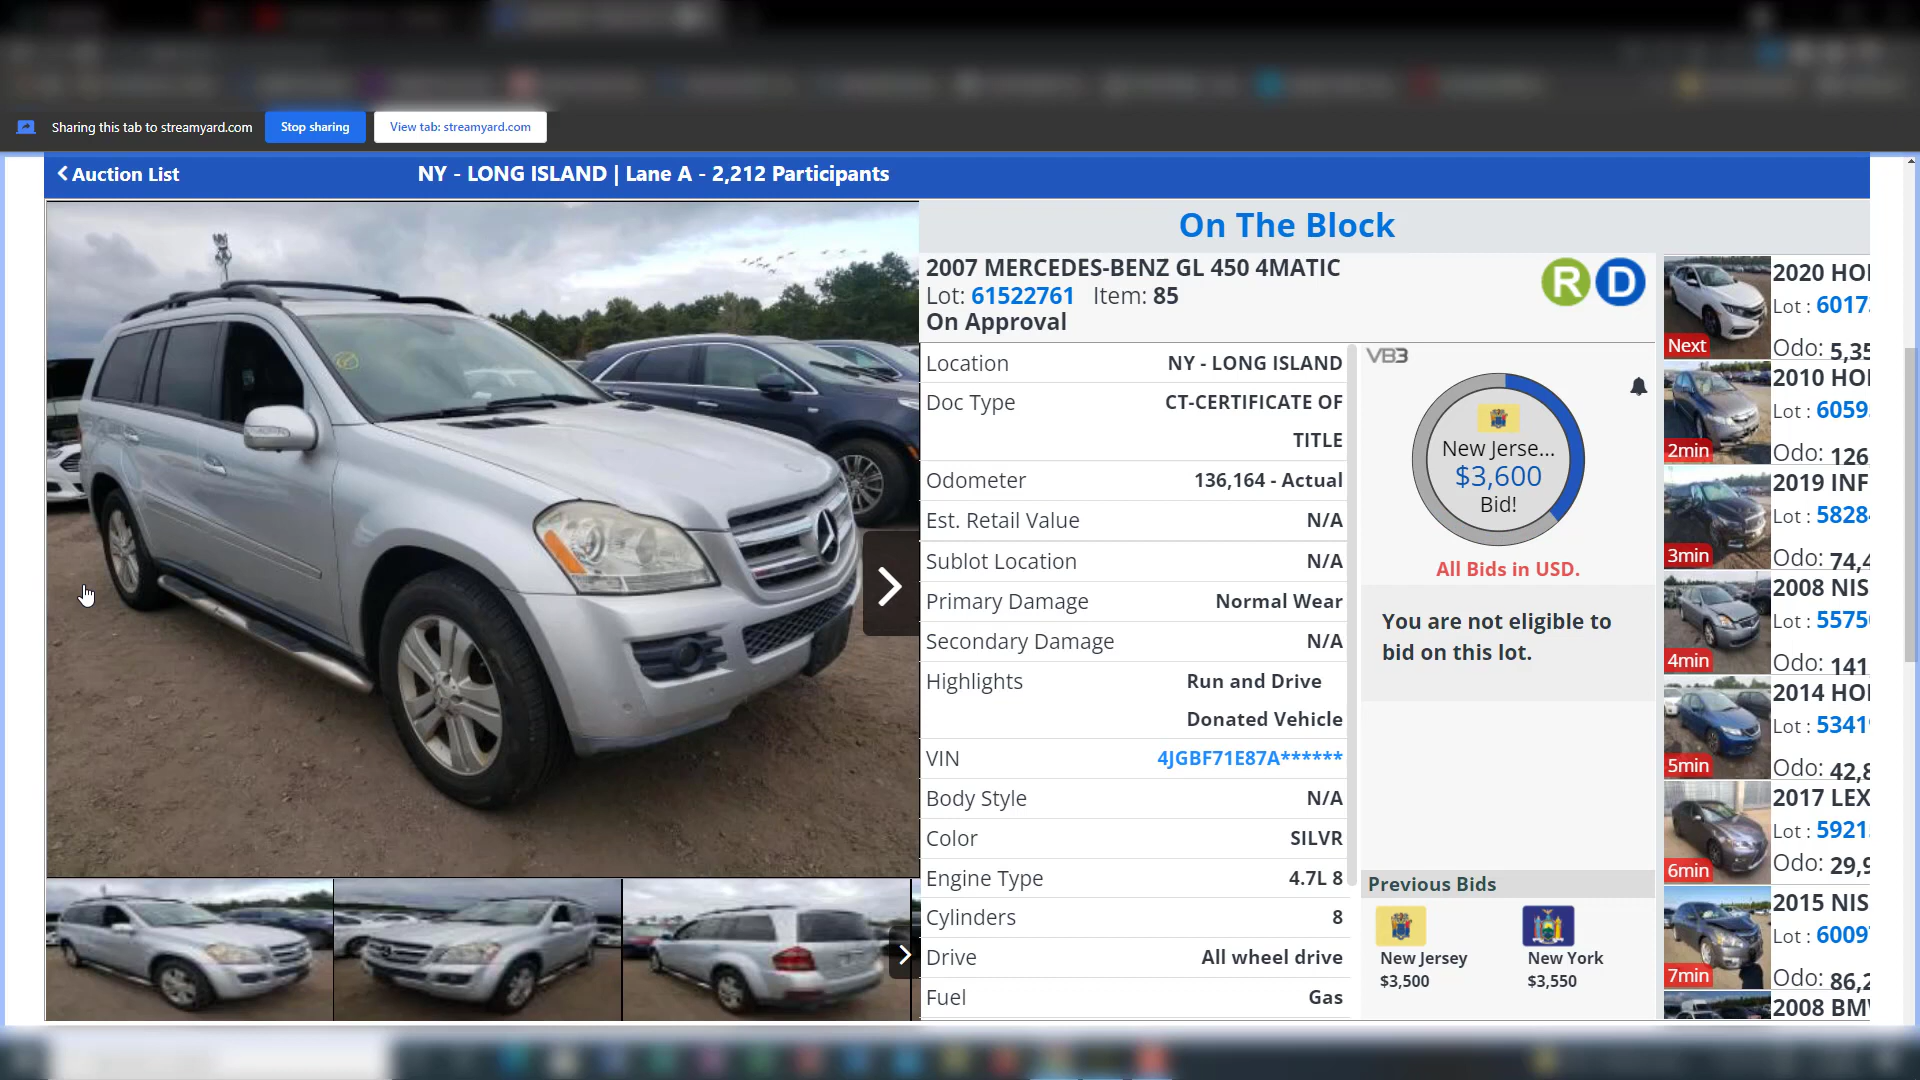 Sharing this tab to streamyard.com
Stop sharing
View tab: streamyard.com
Auction List
NY - LONG ISLAND | Lane A - 2,212 Participants
On The Block
2007 MERCEDES-BENZ GL 450 4MATIC
Lot: 61522761 Item: 85
On Approval
R D
Location NY - LONG ISLAND
Doc Type CT-CERTIFICATE OF
TITLE
Odometer 136,164 - Actual
Est. Retail Value N/A
Sublot Location N/A
Primary Damage Normal Wear
Secondary Damage N/A
Highlights Run and Drive
Donated Vehicle
VIN 4JGBF71E87A******
Body Style N/A
Color SILVR
Engine Type 4.7L 8
Cylinders 8
Drive All wheel drive
Fuel Gas
VB3
New Jerse...
$3,600
Bid!
All Bids in USD.
You are not eligible to
bid on this lot.
Previous Bids
New Jersey
$3,500
New York
$3,550
2020 HO
Lot : 6017
Next
Odo: 5,35
2010 HO
Lot : 6059
2min
Odo: 126
2019 INF
Lot : 5828
3min
Odo: 74,4
2008 NIS
Lot : 5575
4min
Odo: 141
2014 HO
Lot : 5341
5min
Odo: 42,8
2017 LEX
Lot : 5921
6min
Odo: 29,9
2015 NIS
Lot : 6009
7min
Odo: 86,2
2008 BM